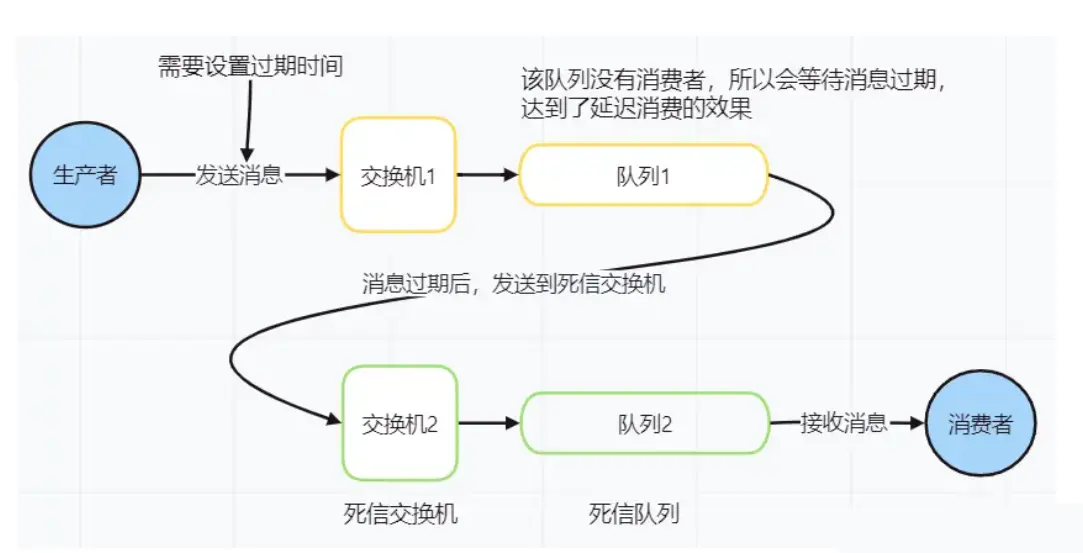 需要设置过期时间
该队列没有消费者，所以会等待消息过期，
达到了延迟消费的效果
生产者
发送消息
交换机1
队列1
消息过期后，发送到死信交换机
交换机2
队列2
接收消息
消费者
死信交换机
死信队列